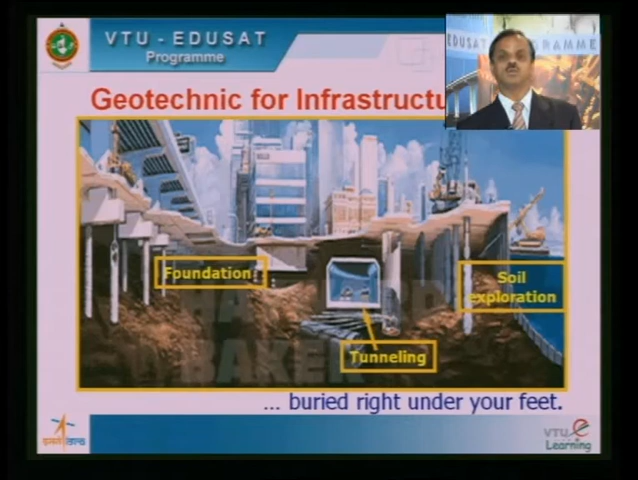 VTU - EDUSAT
Programme
EDUSAT PROGRAMME
Geotechnic for Infrastructu
Foundation
Soil
exploration
Tunneling
BAKER
... buried right under your feet.
VTU e
Learning